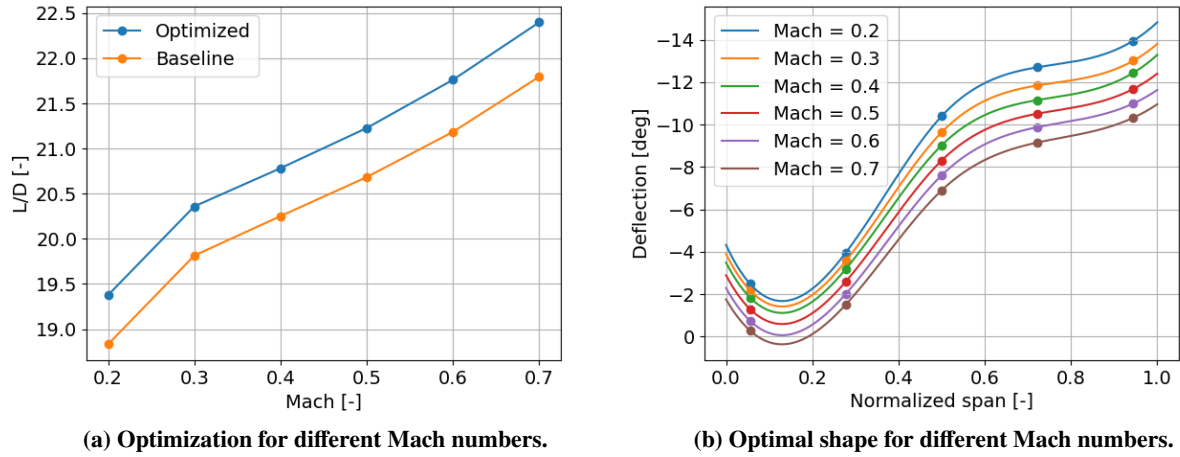 22.5
22.0
21.5
21.0
20.5
20.0
19.5
19.0
L/D [-]
Optimized
Baseline
0.2 0.3 0.4 0.5 0.6 0.7
Mach [-]
(a) Optimization for different Mach numbers.
−14
−12
−10
−8
−6
−4
−2
0
Deflection [deg]
Mach = 0.2
Mach = 0.3
Mach = 0.4
Mach = 0.5
Mach = 0.6
Mach = 0.7
0.0 0.2 0.4 0.6 0.8 1.0
Normalized span [-]
(b) Optimal shape for different Mach numbers.